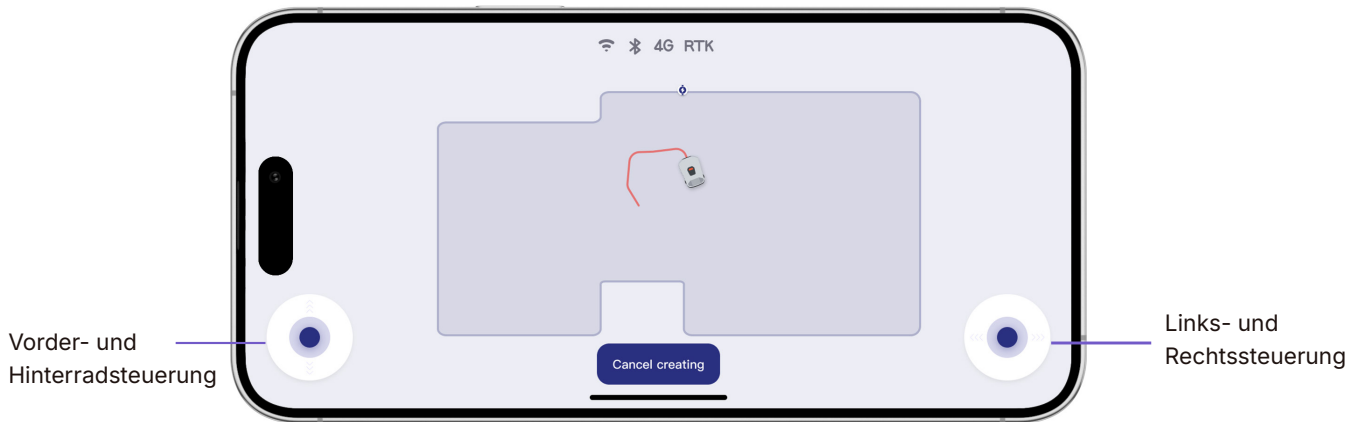 4G RTK
Vorder- und
Hinterradsteuerung
Cancel creating
Links- und
Rechtssteuerung